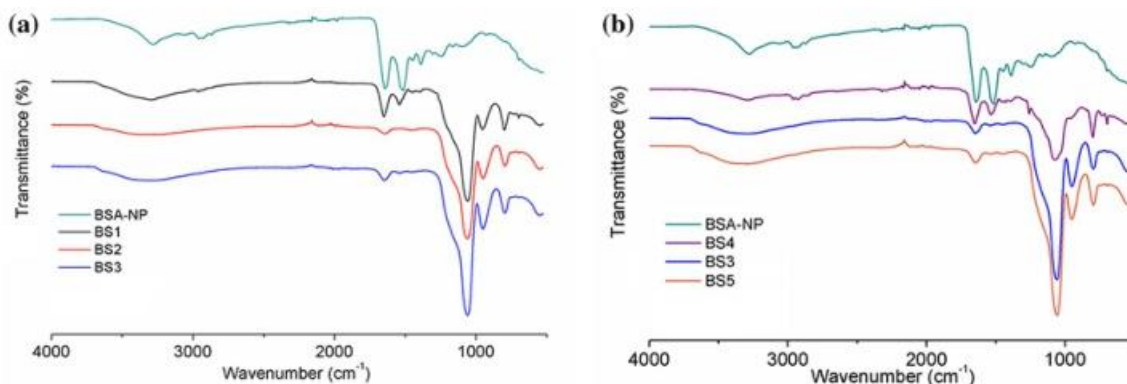 (a)
Transmittance (%)
BSA-NP
BS1
BS2
BS3
4000 3000 2000 1000
Wavenumber (cm⁻¹)
(b)
Transmittance (%)
BSA-NP
BS4
BS3
BS5
4000 3000 2000 1000
Wavenumber (cm⁻¹)